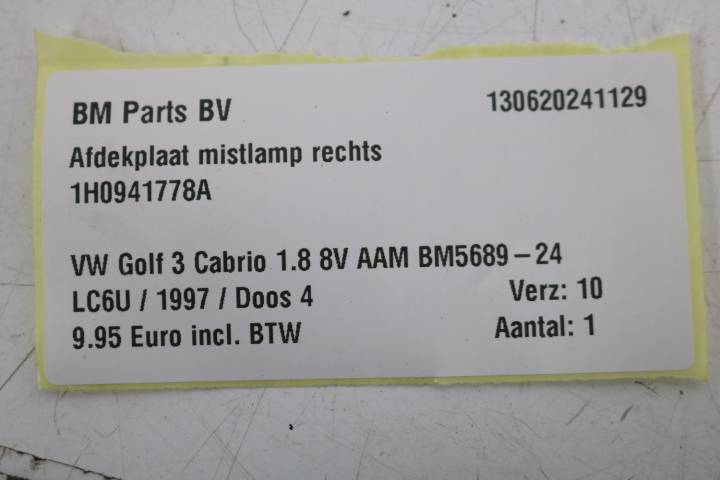 BM Parts BV 130620241129
Afdekplaat mistlamp rechts
1H0941778A
VW Golf 3 Cabrio 1.8 8V AAM BM5689-24
LC6U / 1997 / Doos 4 Verz: 10
9.95 Euro incl. BTW Aantal: 1